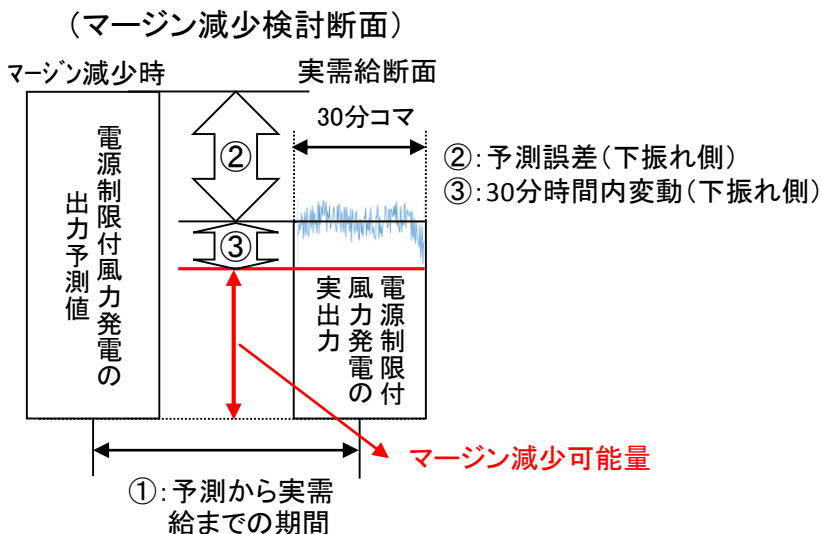 （マージン減少検討断面）
マージン減少時
実需給断面
30分コマ
電源制限付風力発電の
出力予測値
②
③
②：予測誤差（下振れ側）
③：30分時間内変動（下振れ側）
電源制限付
風力発電の
実出力
マージン減少可能量
①：予測から実需
給までの期間